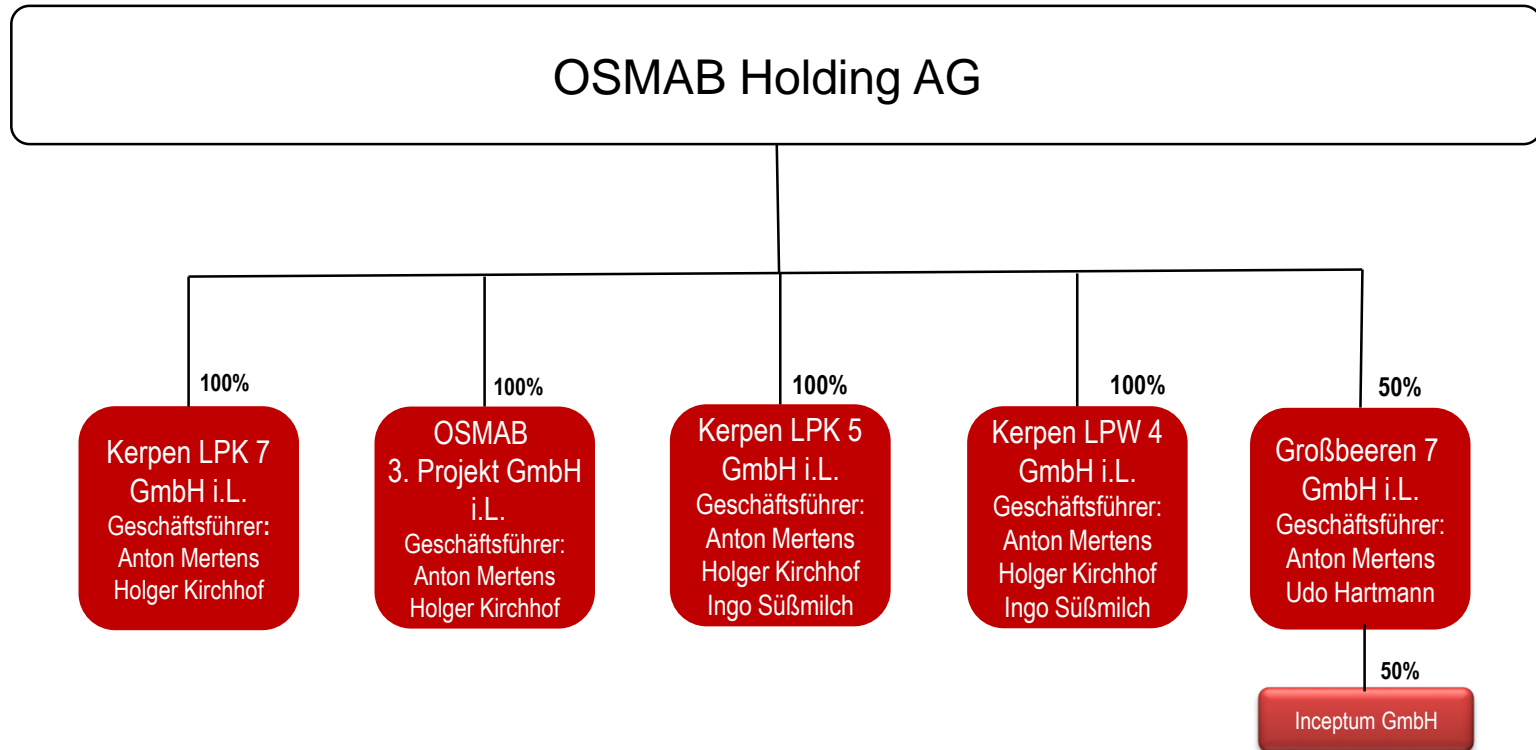 OSMAB Holding AG
100%
Kerpen LPK 7
GmbH i.L.
Geschäftsführer:
Anton Mertens
Holger Kirchhof
100%
OSMAB
3. Projekt GmbH
i.L.
Geschäftsführer:
Anton Mertens
Holger Kirchhof
100%
Kerpen LPK 5
GmbH i.L.
Geschäftsführer:
Anton Mertens
Holger Kirchhof
Ingo Süßmilch
100%
Kerpen LPW 4
GmbH i.L.
Geschäftsführer:
Anton Mertens
Holger Kirchhof
Ingo Süßmilch
50%
Großbeeren 7
GmbH i.L.
Geschäftsführer:
Anton Mertens
Udo Hartmann
50%
Inceptum GmbH